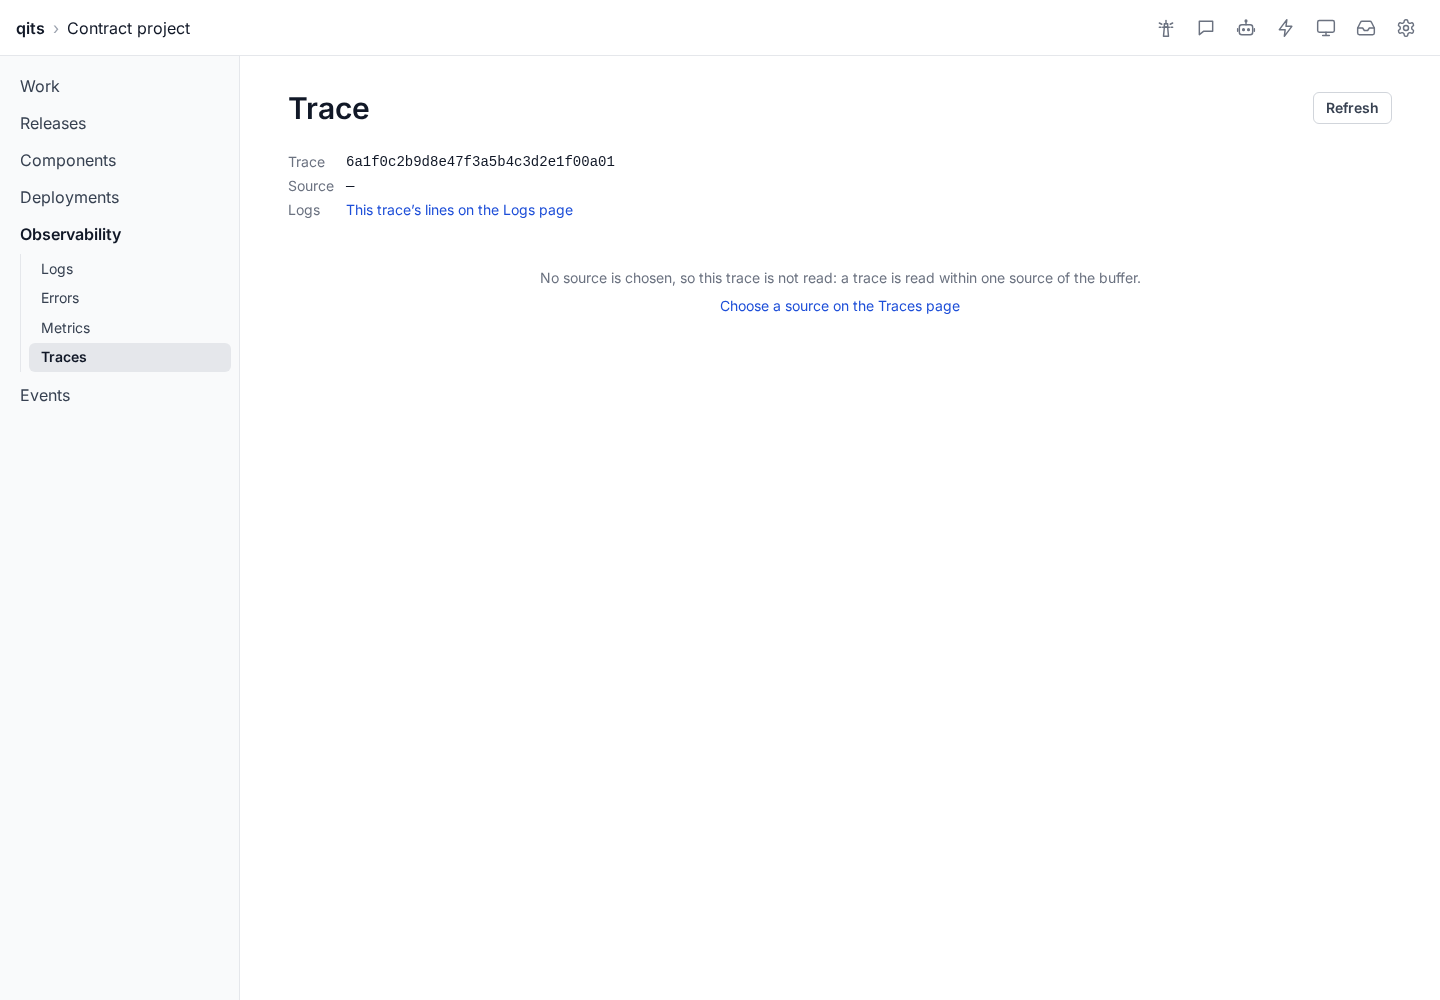 qits › Contract project
Work
Releases
Components
Deployments
Observability
Logs
Errors
Metrics
Traces
Events
Trace
Refresh
Trace 6a1f0c2b9d8e47f3a5b4c3d2e1f00a01
Source —
Logs This trace’s lines on the Logs page
No source is chosen, so this trace is not read: a trace is read within one source of the buffer.
Choose a source on the Traces page